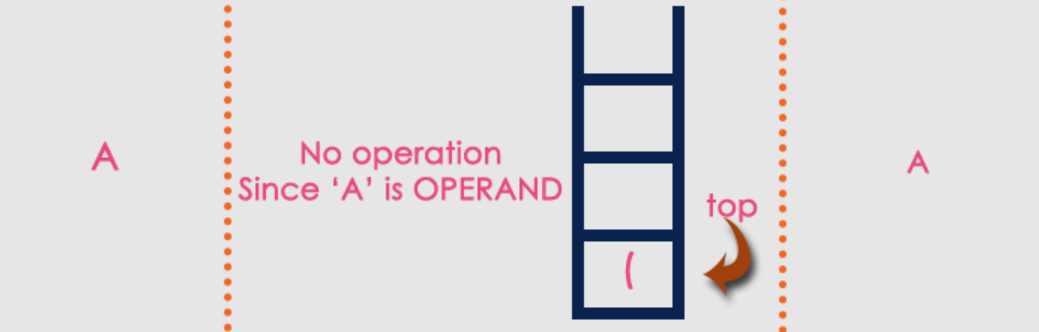 A
No operation
Since ‘A’ is OPERAND
(
top
A